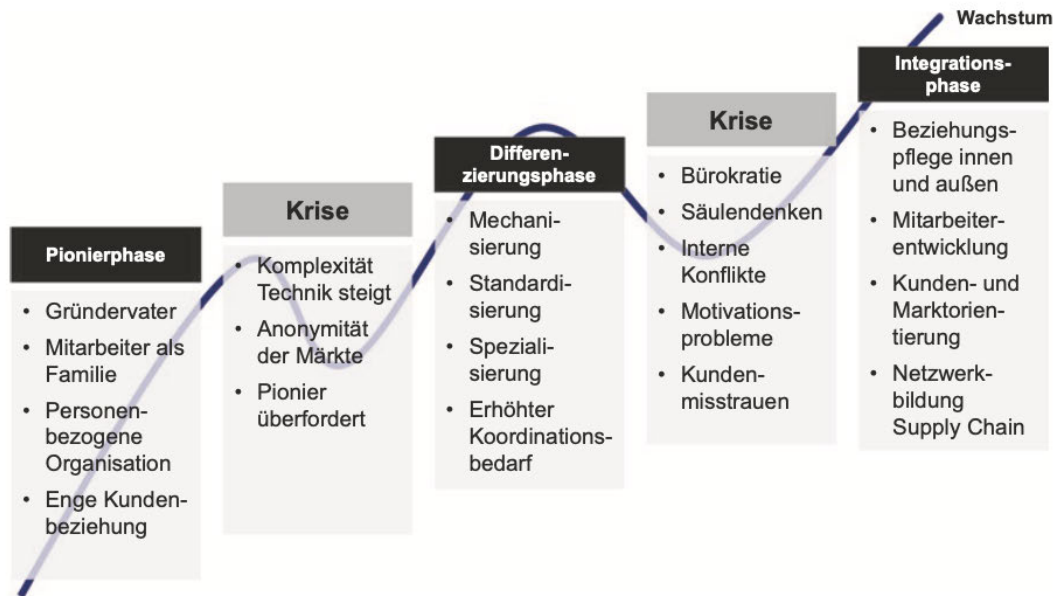 Wachstum
Pionierphase
• Gründervater
• Mitarbeiter als
Familie
• Personen-
bezogene
Organisation
• Enge Kunden-
beziehung
Krise
• Komplexität
Technik steigt
• Anonymität
der Märkte
• Pionier
überfordert
Differen-
zierungsphase
• Mechani-
sierung
• Standardi-
sierung
• Speziali-
sierung
• Erhöhter
Koordinations-
bedarf
Krise
• Bürokratie
• Säulendenken
• Interne
Konflikte
• Motivations-
probleme
• Kunden-
misstrauen
Integrations-
phase
• Beziehungs-
pflege innen
und außen
• Mitarbeiter-
entwicklung
• Kunden- und
Marktorien-
tierung
• Netzwerk-
bildung
Supply Chain